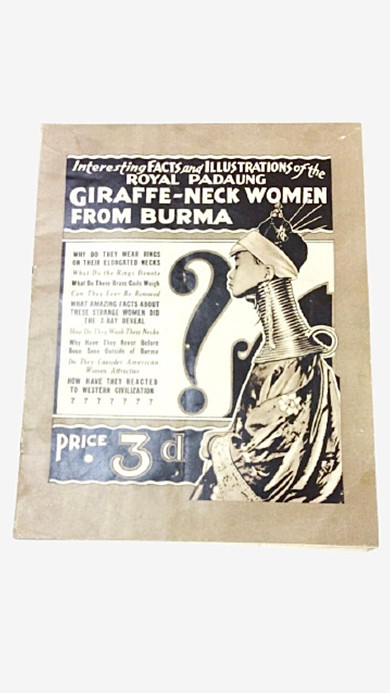 Interesting FACTS and ILLUSTRATIONS of the
ROYAL PADAUNG
GIRAFFE-NECK WOMEN
FROM BURMA
WHY DO THEY WEAR RINGS
ON THEIR ELONGATED NECKS
What Do the Rings Denote
What Do These Brass Coils Weigh
Can They Ever Be Removed
WHAT AMAZING FACTS ABOUT
THESE STRANGE WOMEN DID
THE X-RAY REVEAL
How Do They Wash Their Necks
Why Have They Never Before
Been Seen Outside of Burma
Do They Consider American
Women Attractive
HOW HAVE THEY REACTED
TO WESTERN CIVILIZATION
? ? ? ? ? ? ?
?
PRICE 3d.